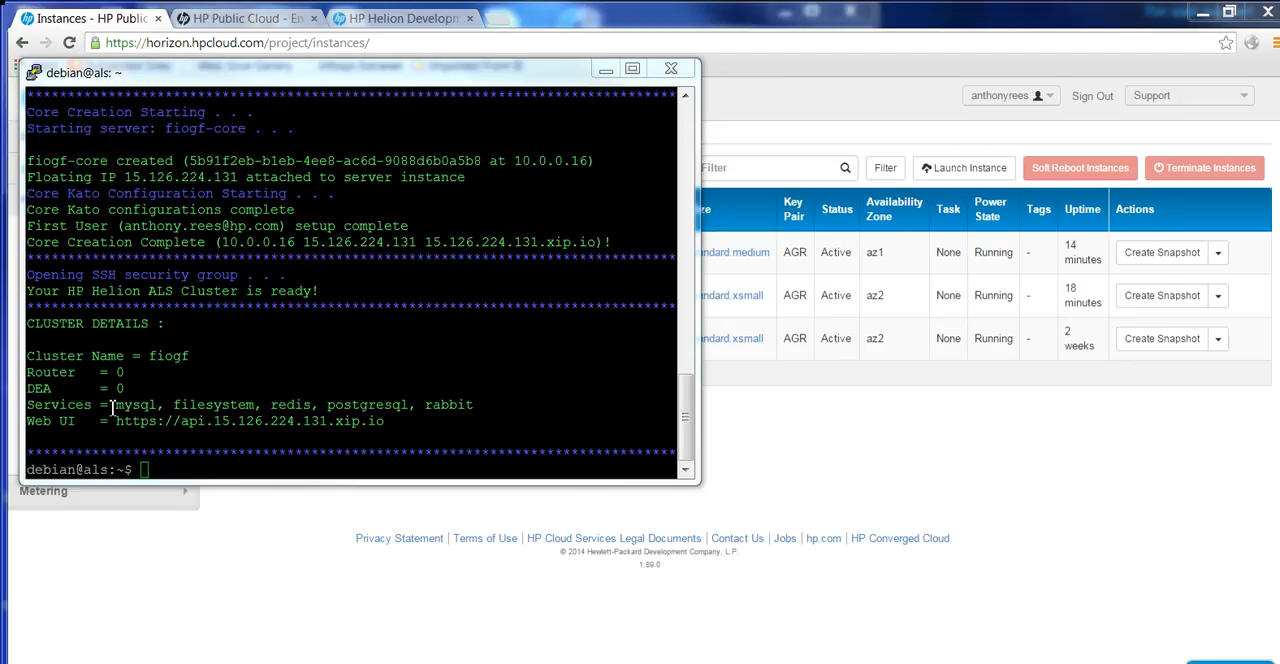 Instances - HP Public
HP Public Cloud - En
HP Helion Developm
https://horizon.hpcloud.com/project/instances/
debian@als: ~
anthonyrees
Sign Out
Support
********************************************************************************
Core Creation Starting . . .
Starting server: fiogf-core . . .
fiogf-core created (5b91f2eb-b1eb-4ee8-ac6d-9088d6b0a5b8 at 10.0.0.16)
Floating IP 15.126.224.131 attached to server instance
Core Kato Configuration Starting . . .
Core Kato configurations complete
First User (anthony.rees@hp.com) setup complete
Core Creation Complete (10.0.0.16 15.126.224.131 15.126.224.131.xip.io)!
********************************************************************************
Opening SSH security group . . .
Your HP Helion ALS Cluster is ready!
********************************************************************************
CLUSTER DETAILS :
Cluster Name = fiogf
Router = 0
DEA = 0
Services = mysql, filesystem, redis, postgresql, rabbit
Web UI = https://api.15.126.224.131.xip.io
********************************************************************************
debian@als:~$
Filter
Filter
Launch Instance
Soft Reboot Instances
Terminate Instances
ze Key Pair Status Availability Zone Task Power State Tags Uptime Actions
ndard.medium AGR Active az1 None Running - 14 minutes Create Snapshot
ndard.xsmall AGR Active az2 None Running - 18 minutes Create Snapshot
ndard.xsmall AGR Active az2 None Running - 2 weeks Create Snapshot
Metering
Privacy Statement | Terms of Use | HP Cloud Services Legal Documents | Contact Us | Jobs | hp.com | HP Converged Cloud
© 2014 Hewlett-Packard Development Company, L.P.
1.89.0